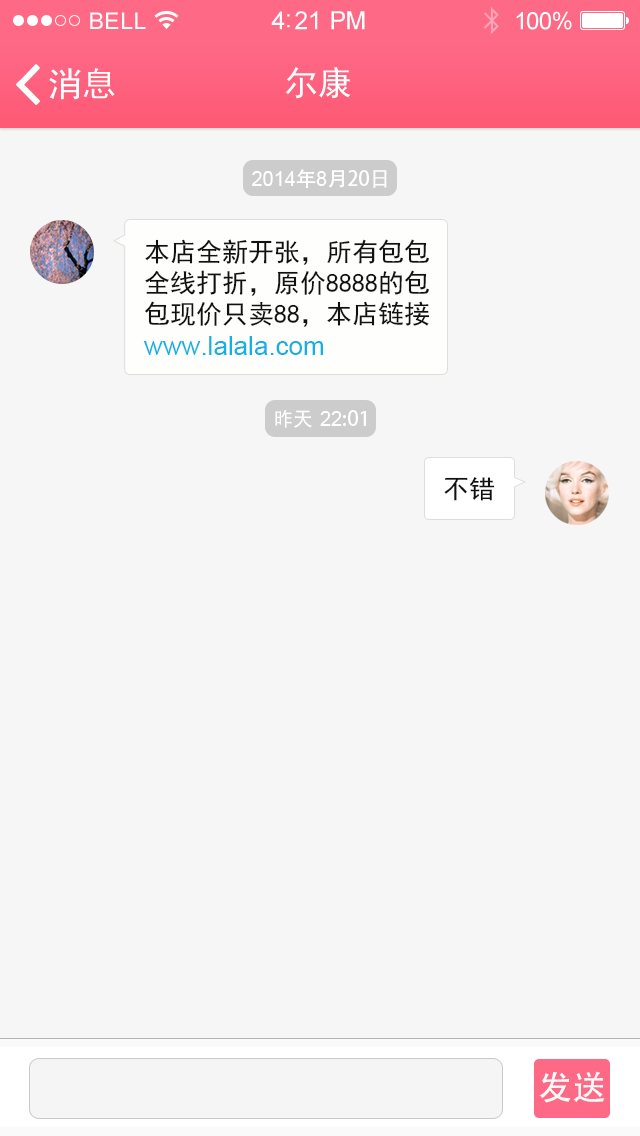 BELL 4:21 PM 100%
消息 尔康
2014年8月20日
本店全新开张，所有包包
全线打折，原价8888的包
包现价只卖88，本店链接
www.lalala.com
昨天 22:01
不错
发送